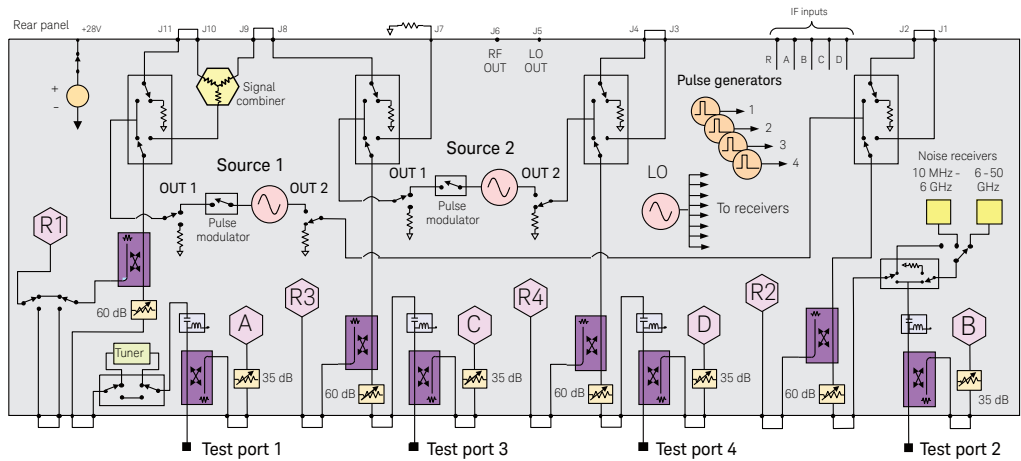 Rear panel
+28V
J11
J10
J9
J8
J7
J6
J5
J4
J3
IF inputs
J2
J1
RF
OUT
LO
OUT
R
A
B
C
D
+
-
Signal
combiner
Pulse generators
1
2
3
4
Source 1
Source 2
OUT 1
OUT 2
OUT 1
OUT 2
Pulse
modulator
Pulse
modulator
LO
To receivers
Noise receivers
10 MHz -
6 GHz
6 - 50
GHz
R1
R3
R4
R2
A
C
D
B
60 dB
Tuner
35 dB
60 dB
35 dB
60 dB
35 dB
60 dB
35 dB
Test port 1
Test port 3
Test port 4
Test port 2